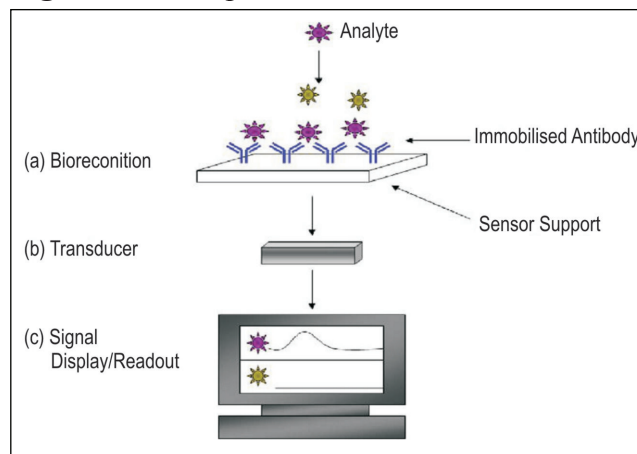 Analyte
Immobilised Antibody
(a) Bioreconition
Sensor Support
(b) Transducer
(c) Signal
Display/Readout